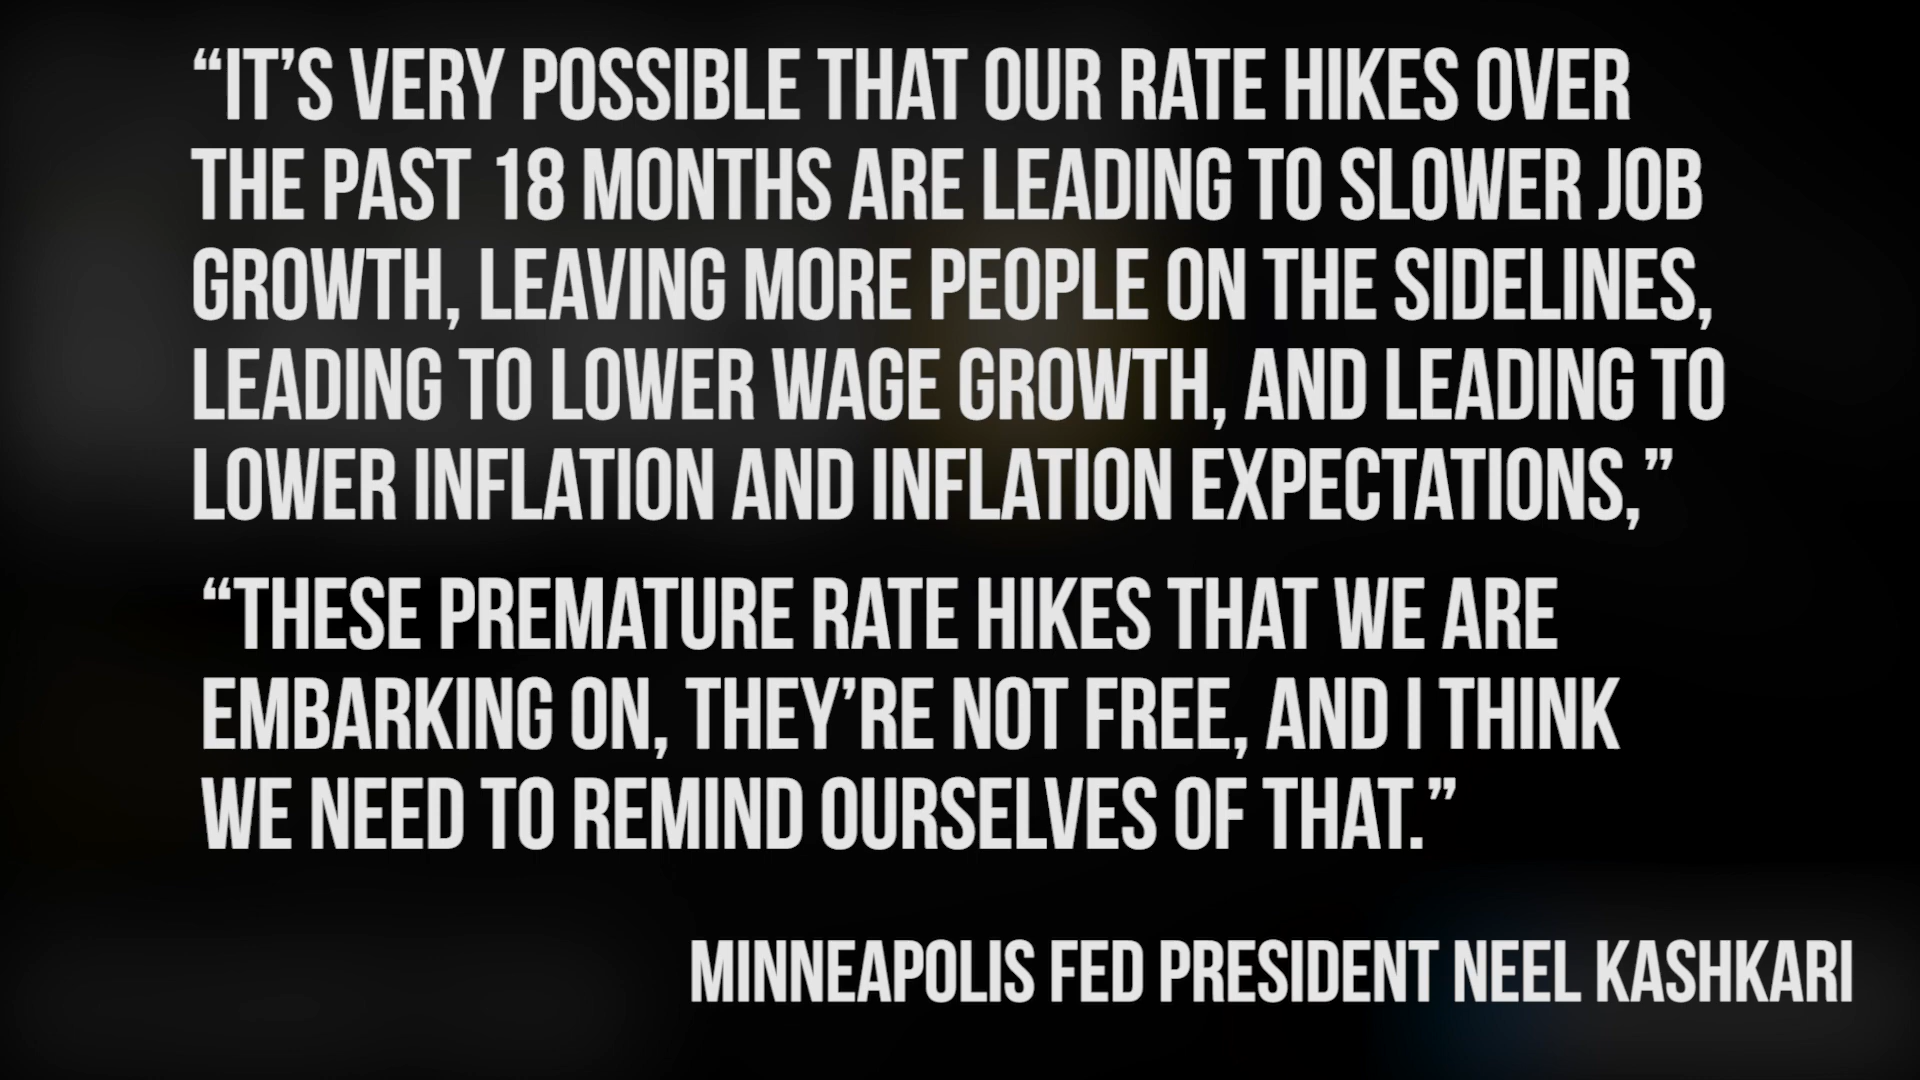 “IT’S VERY POSSIBLE THAT OUR RATE HIKES OVER
THE PAST 18 MONTHS ARE LEADING TO SLOWER JOB
GROWTH, LEAVING MORE PEOPLE ON THE SIDELINES,
LEADING TO LOWER WAGE GROWTH, AND LEADING TO
LOWER INFLATION AND INFLATION EXPECTATIONS,”
“THESE PREMATURE RATE HIKES THAT WE ARE
EMBARKING ON, THEY’RE NOT FREE, AND I THINK
WE NEED TO REMIND OURSELVES OF THAT.”
MINNEAPOLIS FED PRESIDENT NEEL KASHKARI